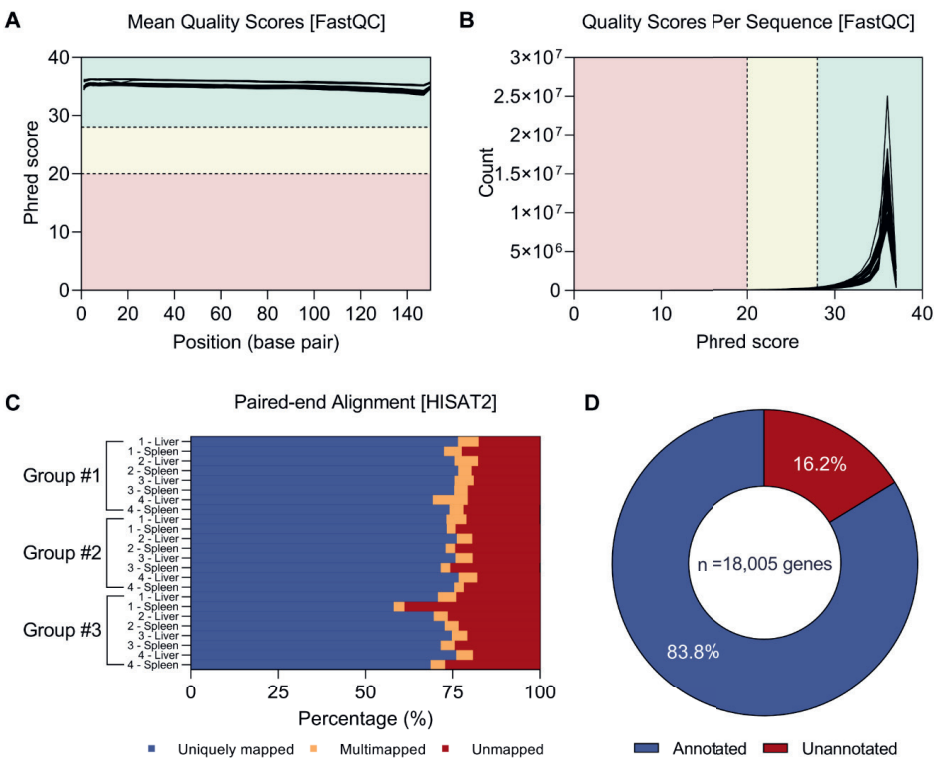 A
Mean Quality Scores [FastQC]
40
30
20
10
0
Phred score
0 20 40 60 80 100 120 140
Position (base pair)
B
Quality Scores Per Sequence [FastQC]
3×10⁷
2.5×10⁷
2×10⁷
1.5×10⁷
1×10⁷
5×10⁶
0
Count
0 10 20 30 40
Phred score
C
Paired-end Alignment [HISAT2]
Group #1
1 - Liver
1 - Spleen
2 - Liver
2 - Spleen
3 - Liver
3 - Spleen
4 - Liver
4 - Spleen
Group #2
1 - Liver
1 - Spleen
2 - Liver
2 - Spleen
3 - Liver
3 - Spleen
4 - Liver
4 - Spleen
Group #3
1 - Liver
1 - Spleen
2 - Liver
2 - Spleen
3 - Liver
3 - Spleen
4 - Liver
4 - Spleen
0 25 50 75 100
Percentage (%)
Uniquely mapped Multimapped Unmapped
D
16.2%
n =18,005 genes
83.8%
Annotated Unannotated